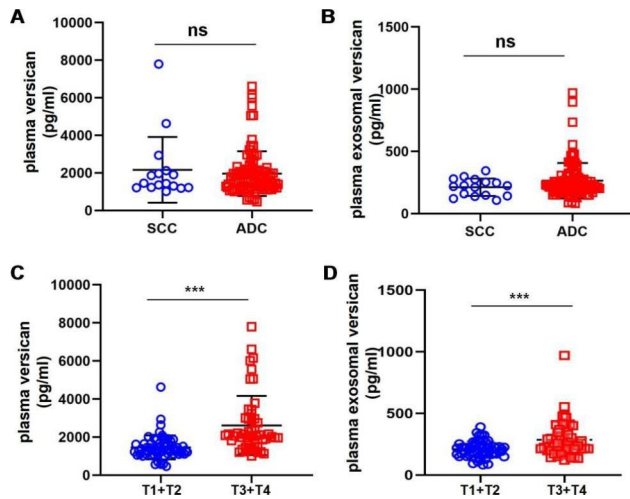 A
ns
plasma versican
(pg/ml)
10000
8000
6000
4000
2000
0
SCC
ADC
B
ns
plasma exosomal versican
(pg/ml)
1500
1000
500
0
SCC
ADC
C
***
plasma versican
(pg/ml)
10000
8000
6000
4000
2000
0
T1+T2
T3+T4
D
***
plasma exosomal versican
(pg/ml)
1500
1000
500
0
T1+T2
T3+T4